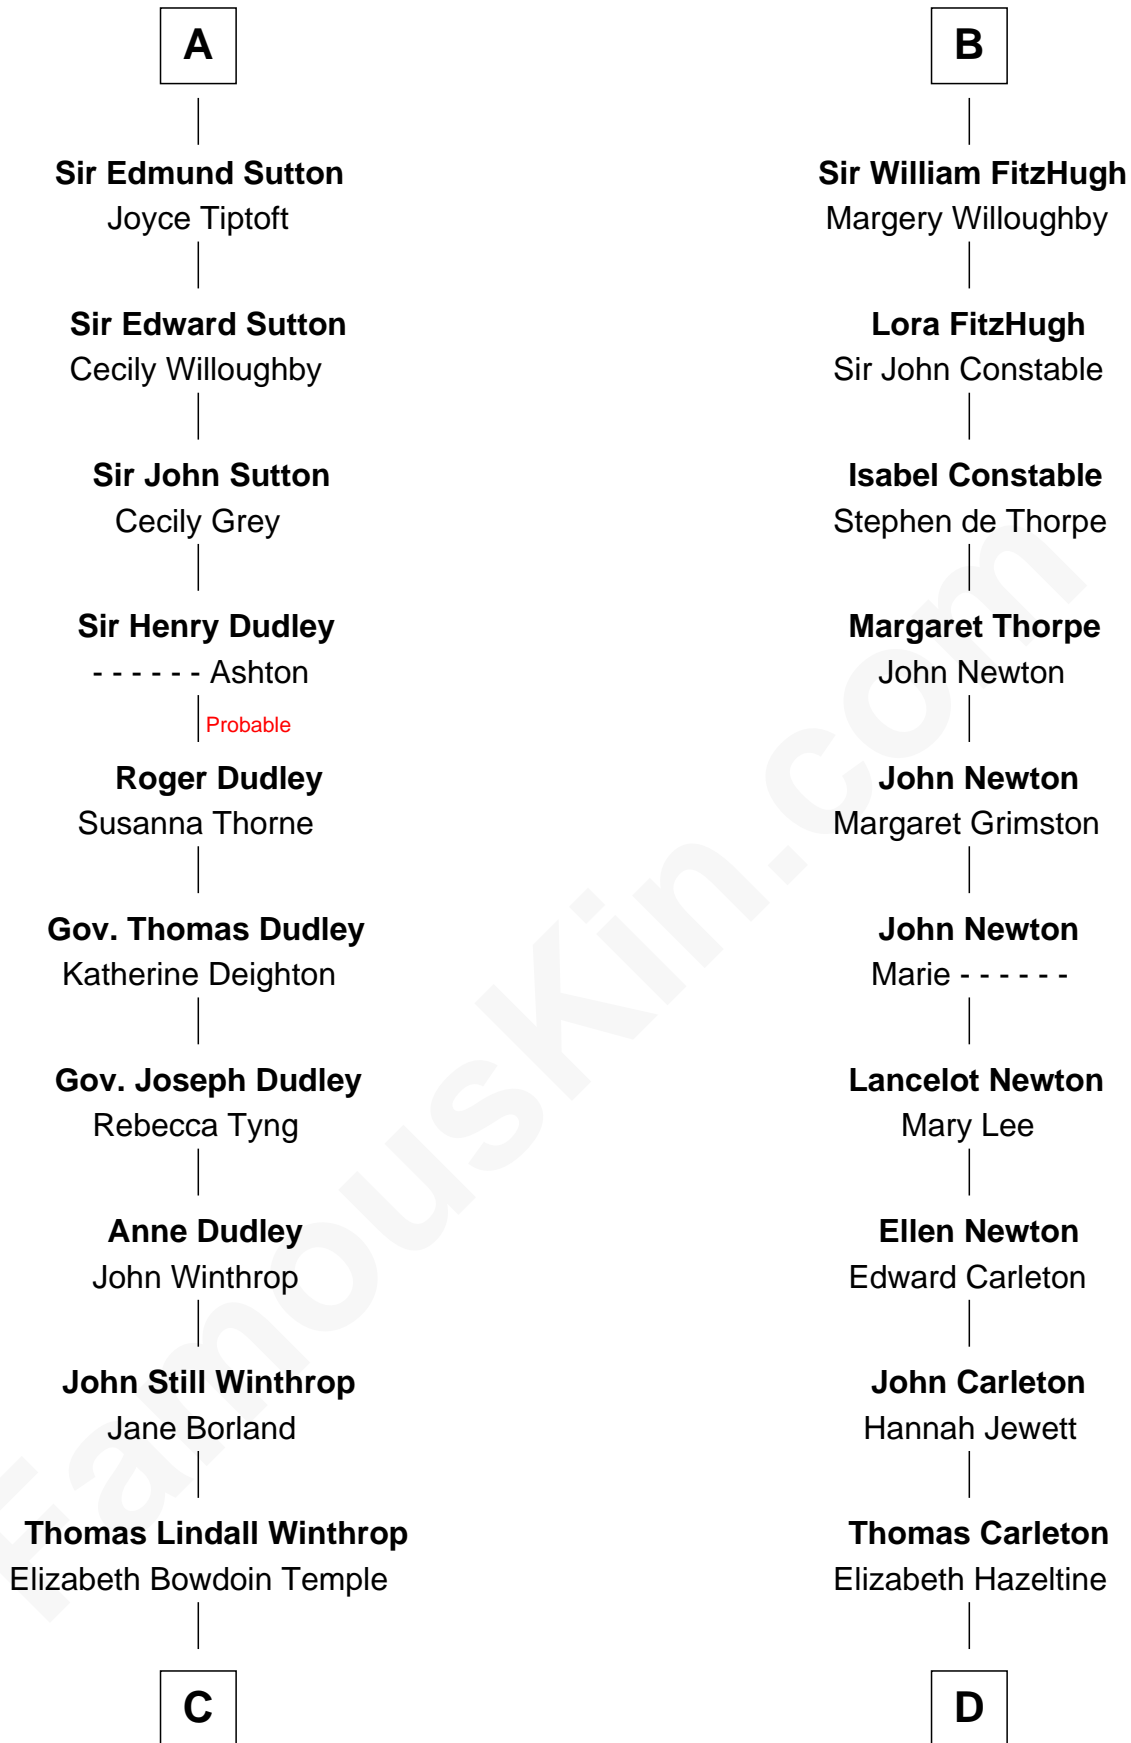 A
Sir Edmund Sutton
Joyce Tiptoft
Sir Edward Sutton
Cecily Willoughby
Sir John Sutton
Cecily Grey
Sir Henry Dudley
- - - - - - Ashton
Probable
Roger Dudley
Susanna Thorne
Gov. Thomas Dudley
Katherine Deighton
Gov. Joseph Dudley
Rebecca Tyng
Anne Dudley
John Winthrop
John Still Winthrop
Jane Borland
Thomas Lindall Winthrop
Elizabeth Bowdoin Temple
C
B
Sir William FitzHugh
Margery Willoughby
Lora FitzHugh
Sir John Constable
Isabel Constable
Stephen de Thorpe
Margaret Thorpe
John Newton
John Newton
Margaret Grimston
John Newton
Marie - - - - - -
Lancelot Newton
Mary Lee
Ellen Newton
Edward Carleton
John Carleton
Hannah Jewett
Thomas Carleton
Elizabeth Hazeltine
D
FamousKin.com